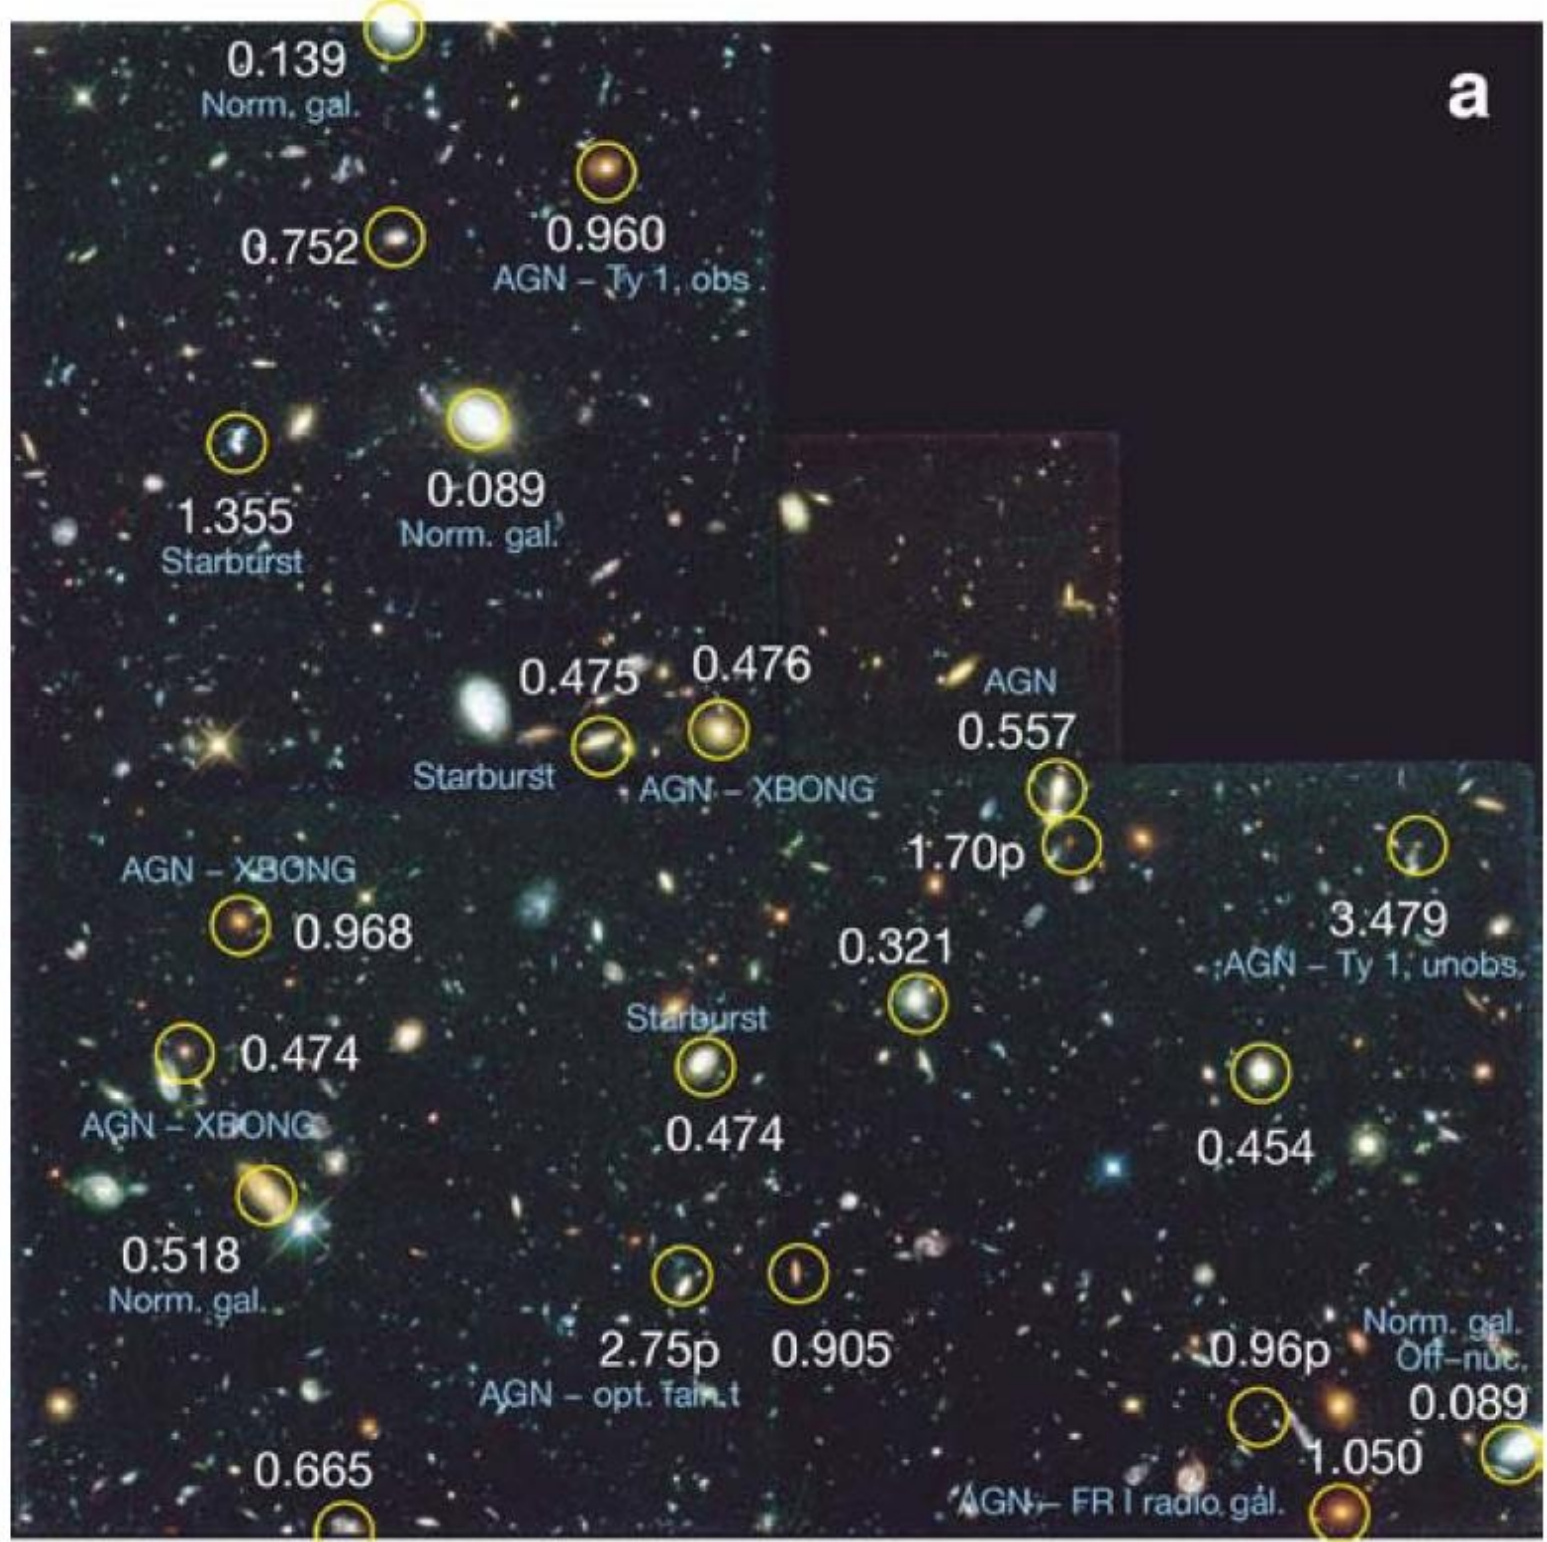 a
0.139
Norm. gal.
0.960
AGN – Ty 1, obs.
0.752
0.089
Norm. gal.
1.355
Starburst
0.475
Starburst
0.476
AGN – XBONG
AGN
0.557
1.70p
3.479
AGN – Ty 1, unobs.
AGN – XBONG
0.968
0.321
0.474
AGN – XBONG
Starburst
0.474
0.454
0.518
Norm. gal.
2.75p
AGN – opt. faint
0.905
0.96p
Norm. gal.
Off–nuc.
0.089
1.050
AGN – FR I radio gal.
0.665